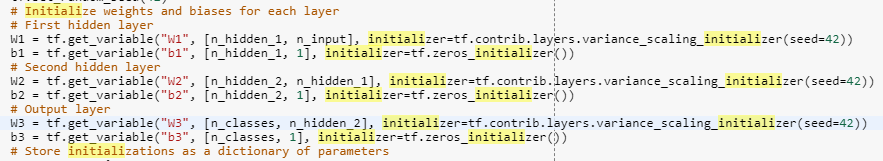 # Initialize weights and biases for each layer
# First hidden layer
W1 = tf.get_variable("W1", [n_hidden_1, n_input], initializer=tf.contrib.layers.variance_scaling_initializer(seed=42))
b1 = tf.get_variable("b1", [n_hidden_1, 1], initializer=tf.zeros_initializer())
# Second hidden layer
W2 = tf.get_variable("W2", [n_hidden_2, n_hidden_1], initializer=tf.contrib.layers.variance_scaling_initializer(seed=42))
b2 = tf.get_variable("b2", [n_hidden_2, 1], initializer=tf.zeros_initializer())
# Output layer
W3 = tf.get_variable("W3", [n_classes, n_hidden_2], initializer=tf.contrib.layers.variance_scaling_initializer(seed=42))
b3 = tf.get_variable("b3", [n_classes, 1], initializer=tf.zeros_initializer())
# Store initializations as a dictionary of parameters